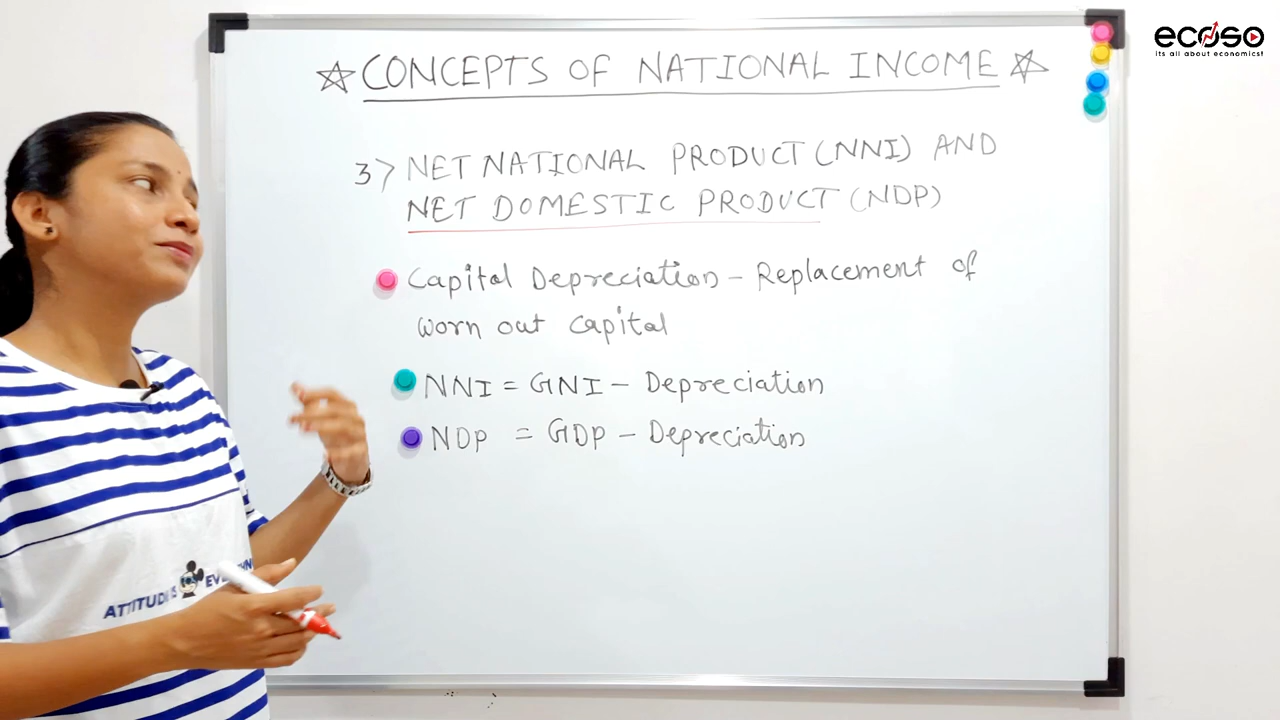 ecoso
its all about economics!
☆ CONCEPTS OF NATIONAL INCOME ☆
3> NET NATIONAL PRODUCT (NNI) AND
NET DOMESTIC PRODUCT (NDP)
Capital Depreciation - Replacement of
worn out capital
NNI = GNI - Depreciation
NDP = GDP - Depreciation